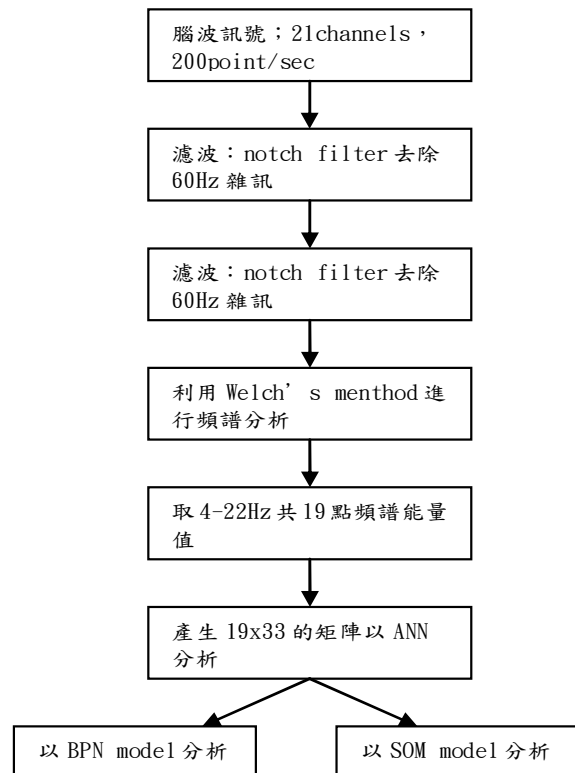 腦波訊號；21channels，
200point/sec
濾波：notch filter 去除
60Hz 雜訊
濾波：notch filter 去除
60Hz 雜訊
利用 Welch’s menthod 進
行頻譜分析
取 4-22Hz 共 19 點頻譜能量
值
產生 19x33 的矩陣以 ANN
分析
以 BPN model 分析
以 SOM model 分析